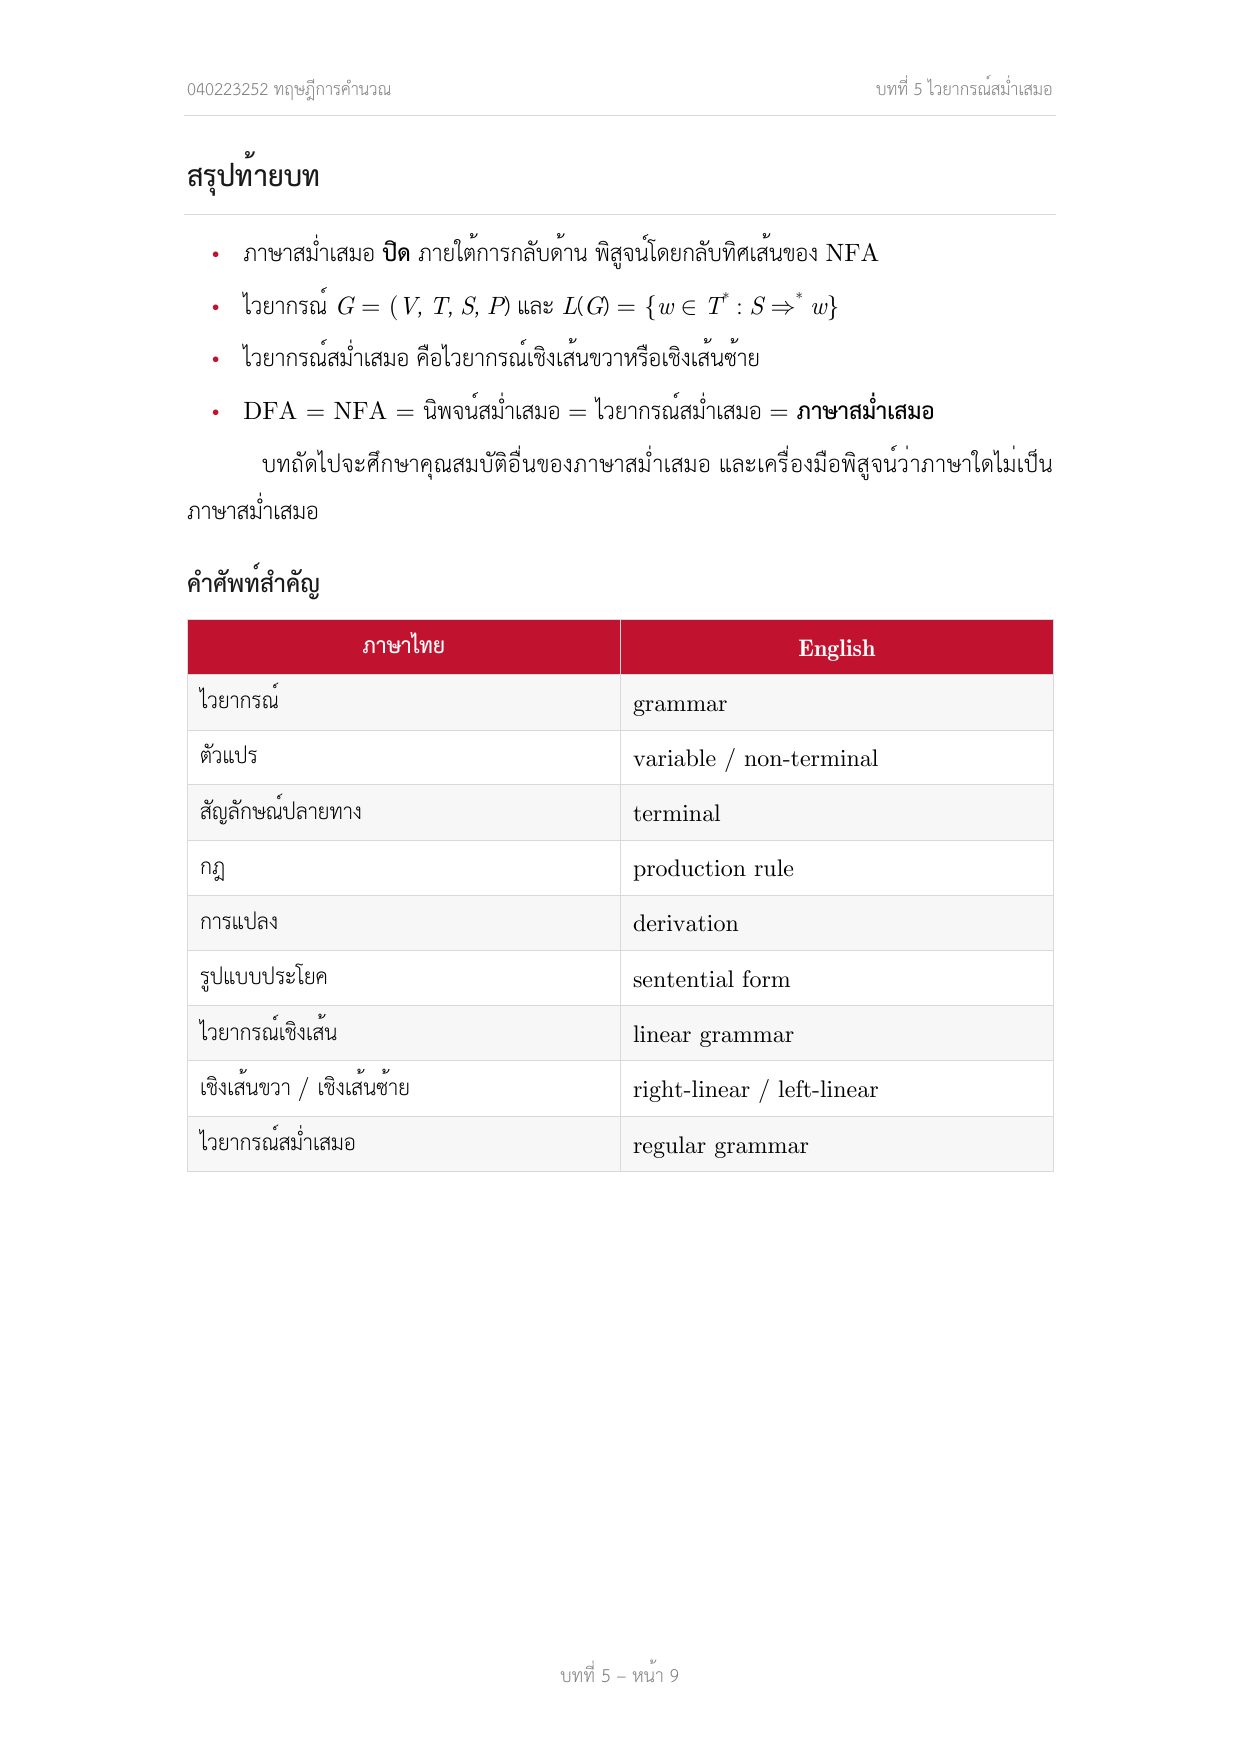 040223252 ทฤษฎีการคำนวณ บทที่ 5 ไวยากรณ์สม่ำเสมอ
สรุปท้ายบท
• ภาษาสม่ำเสมอ ปิด ภายใต้การกลับด้าน พิสูจน์โดยกลับทิศเส้นของ NFA
• ไวยากรณ์ G = (V, T, S, P) และ L(G) = {w ∈ T* : S ⇒* w}
• ไวยากรณ์สม่ำเสมอ คือไวยากรณ์เชิงเส้นขวาหรือเชิงเส้นซ้าย
• DFA = NFA = นิพจน์สม่ำเสมอ = ไวยากรณ์สม่ำเสมอ = ภาษาสม่ำเสมอ
บทถัดไปจะศึกษาคุณสมบัติอื่นของภาษาสม่ำเสมอ และเครื่องมือพิสูจน์ว่าภาษาใดไม่เป็น
ภาษาสม่ำเสมอ
คำศัพท์สำคัญ
ภาษาไทย English
ไวยากรณ์ grammar
ตัวแปร variable / non-terminal
สัญลักษณ์ปลายทาง terminal
กฎ production rule
การแปลง derivation
รูปแบบประโยค sentential form
ไวยากรณ์เชิงเส้น linear grammar
เชิงเส้นขวา / เชิงเส้นซ้าย right-linear / left-linear
ไวยากรณ์สม่ำเสมอ regular grammar
บทที่ 5 – หน้า 9